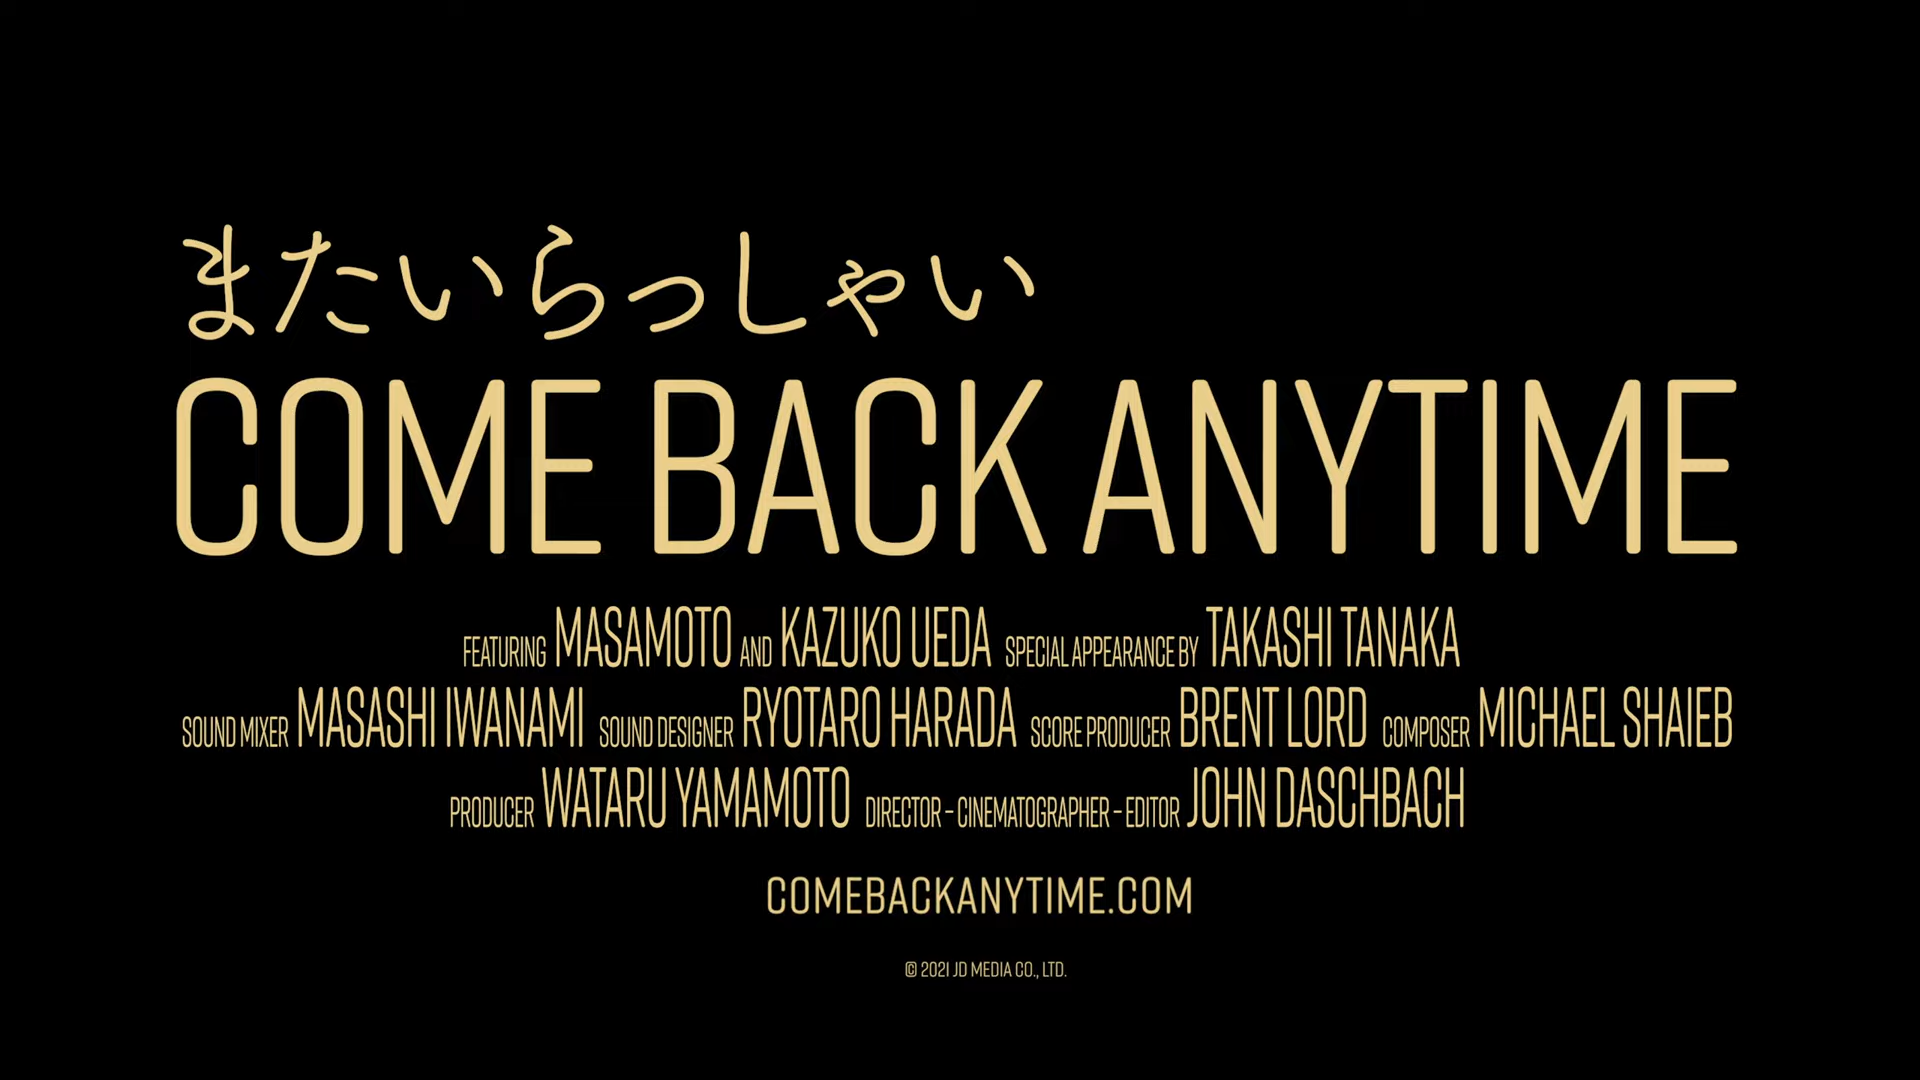 またいらっしゃい
COME BACK ANYTIME
FEATURING MASAMOTO AND KAZUKO UEDA SPECIAL APPEARANCE BY TAKASHI TANAKA
SOUND MIXER MASASHI IWANAMI SOUND DESIGNER RYOTARO HARADA SCORE PRODUCER BRENT LORD COMPOSER MICHAEL SHAIEB
PRODUCER WATARU YAMAMOTO DIRECTOR – CINEMATOGRAPHER – EDITOR JOHN DASCHBACH
COMEBACKANYTIME.COM
© 2021 JD MEDIA CO., LTD.